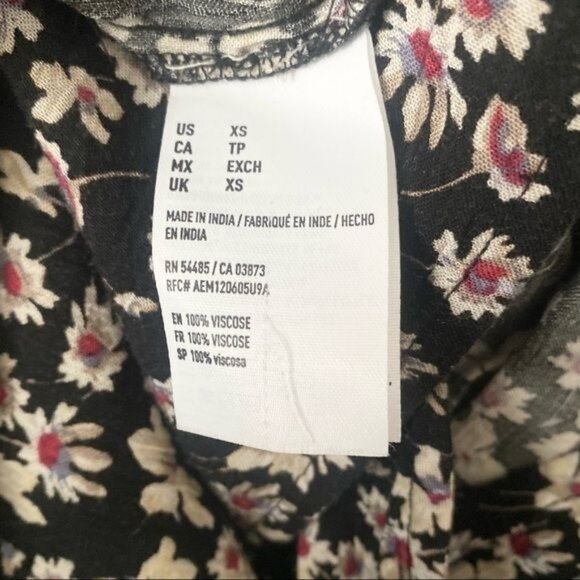 US XS
CA TP
MX EXCH
UK XS
MADE IN INDIA / FABRIQUÉ EN INDE / HECHO
EN INDIA
RN 54485 / CA 03873
RFC# AEM120605U9A
EN 100% VISCOSE
FR 100% VISCOSE
SP 100% viscosa